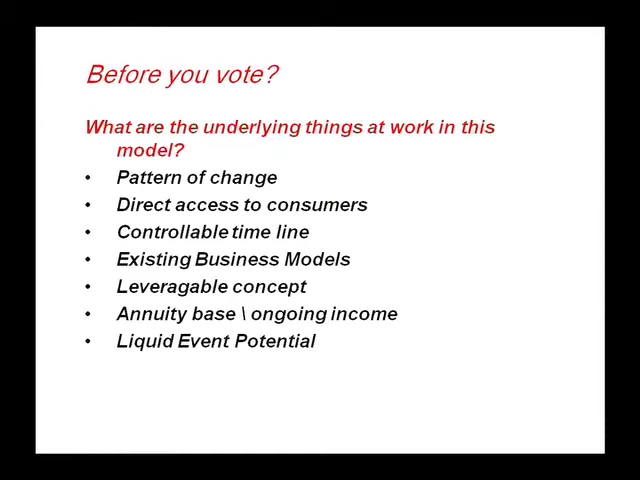 Before you vote?
What are the underlying things at work in this
model?
• Pattern of change
• Direct access to consumers
• Controllable time line
• Existing Business Models
• Leveragable concept
• Annuity base \ ongoing income
• Liquid Event Potential